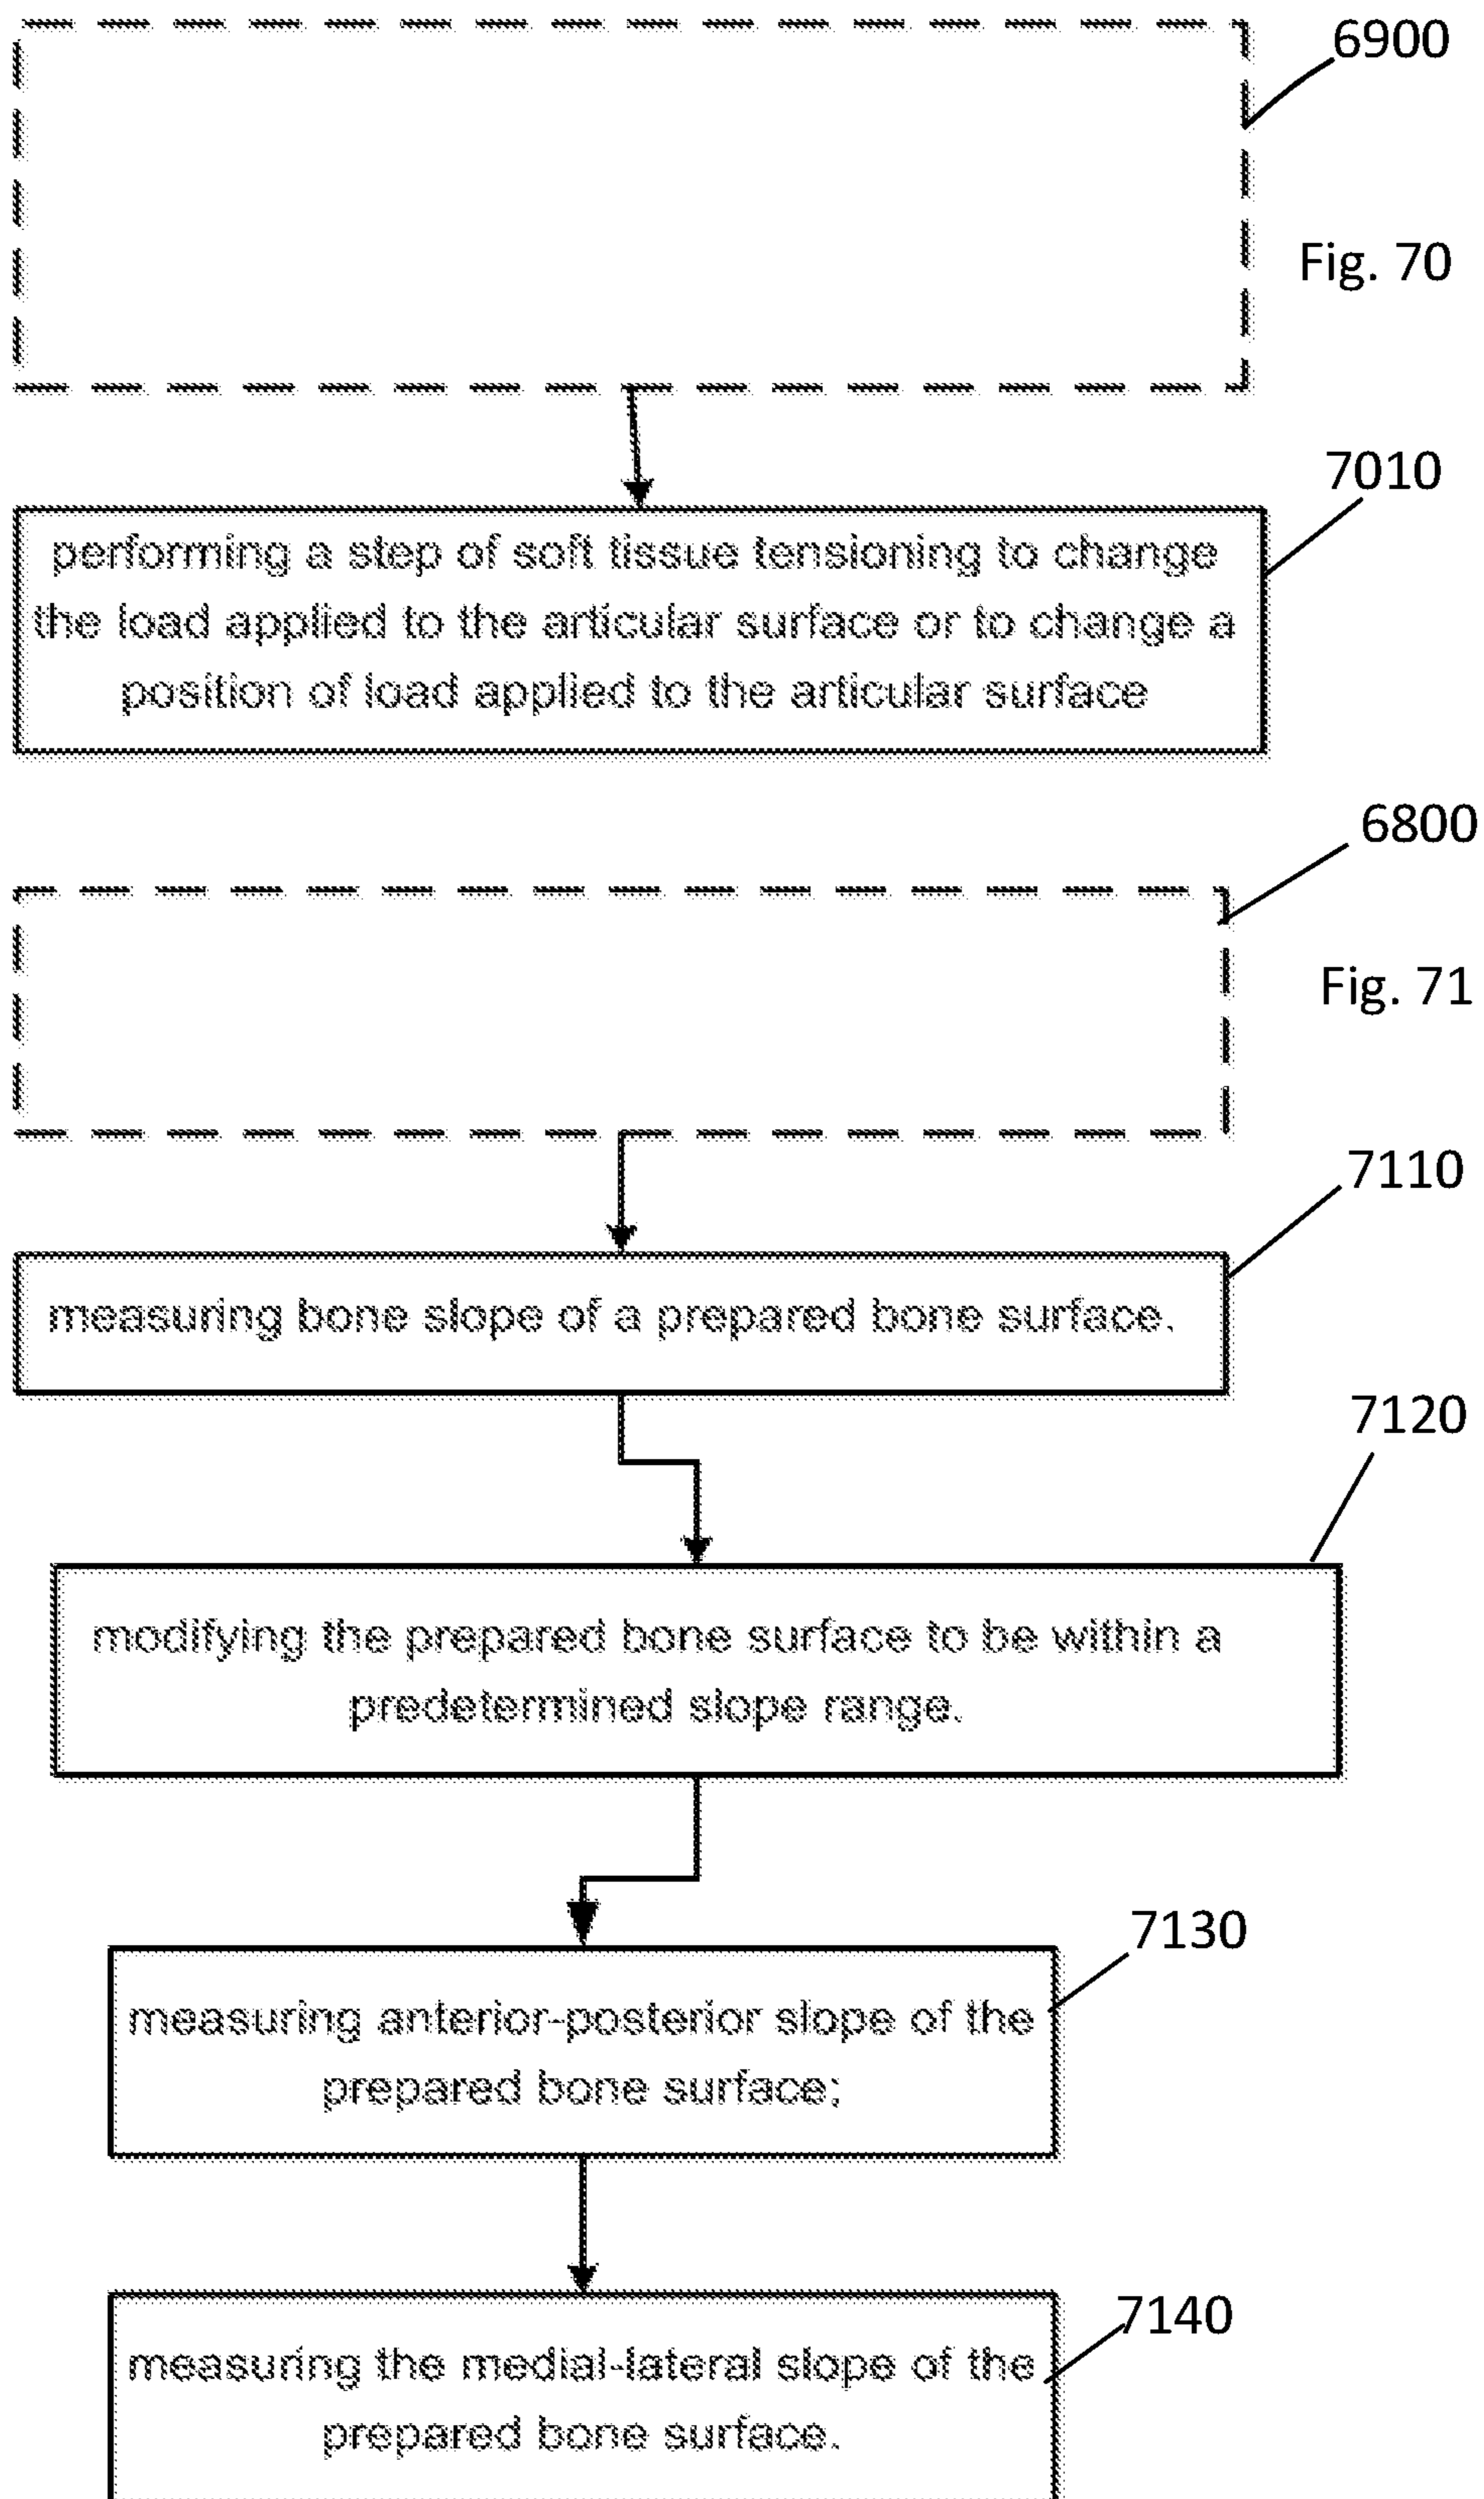 6900
Fig. 70
7010
performing a step of soft tissue tensioning to change
the load applied to the articular surface or to change a
position of load applied to the articular surface
6800
Fig. 71
7110
measuring bone slope of a prepared bone surface.
7120
modifying the prepared bone surface to be within a
predetermined slope range.
7130
measuring anterior-posterior slope of the
prepared bone surface;
7140
measuring the medial-lateral slope of the
prepared bone surface.